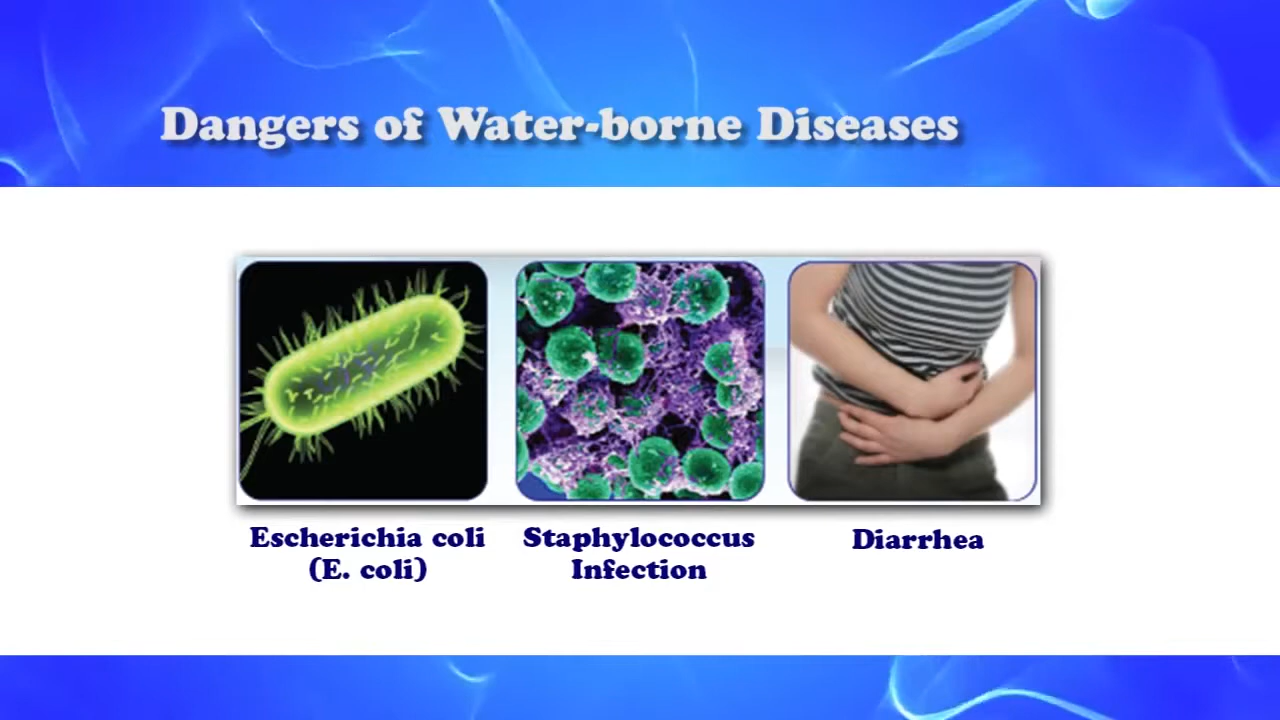 Dangers of Water-borne Diseases
Escherichia coli
(E. coli)
Staphylococcus
Infection
Diarrhea